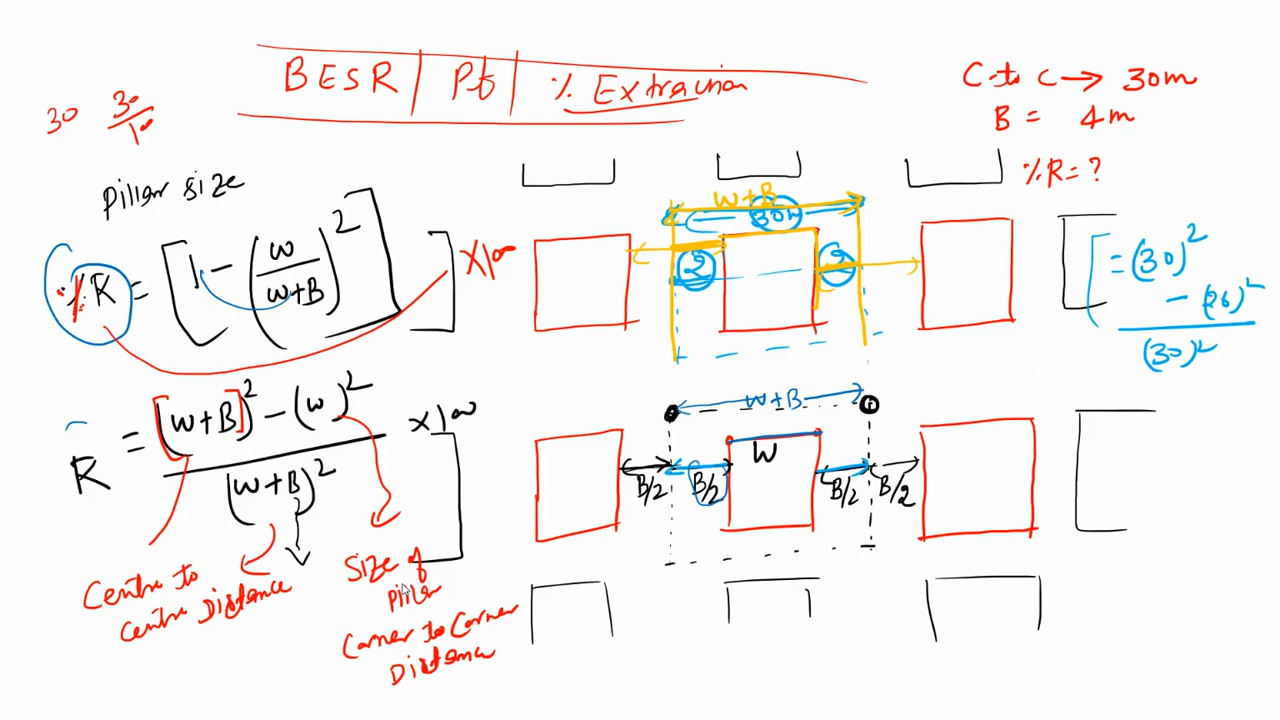 BESR / Pf / % Extraction
30 30/100
C to C → 30m
B = 4m
%R = ?
Pillar size
%R = [1 - (w/(w+B))²] × 100
R = ((w+B)² - (w)²)/(w+B)² × 100
Centre to
Centre Distance
Size of
Piller
Corner to Corner
Distance
w+B
30m
2
2
w+B
W
B/2
B/2
B/2
B/2
= (30)²
- (26)²
(30)²